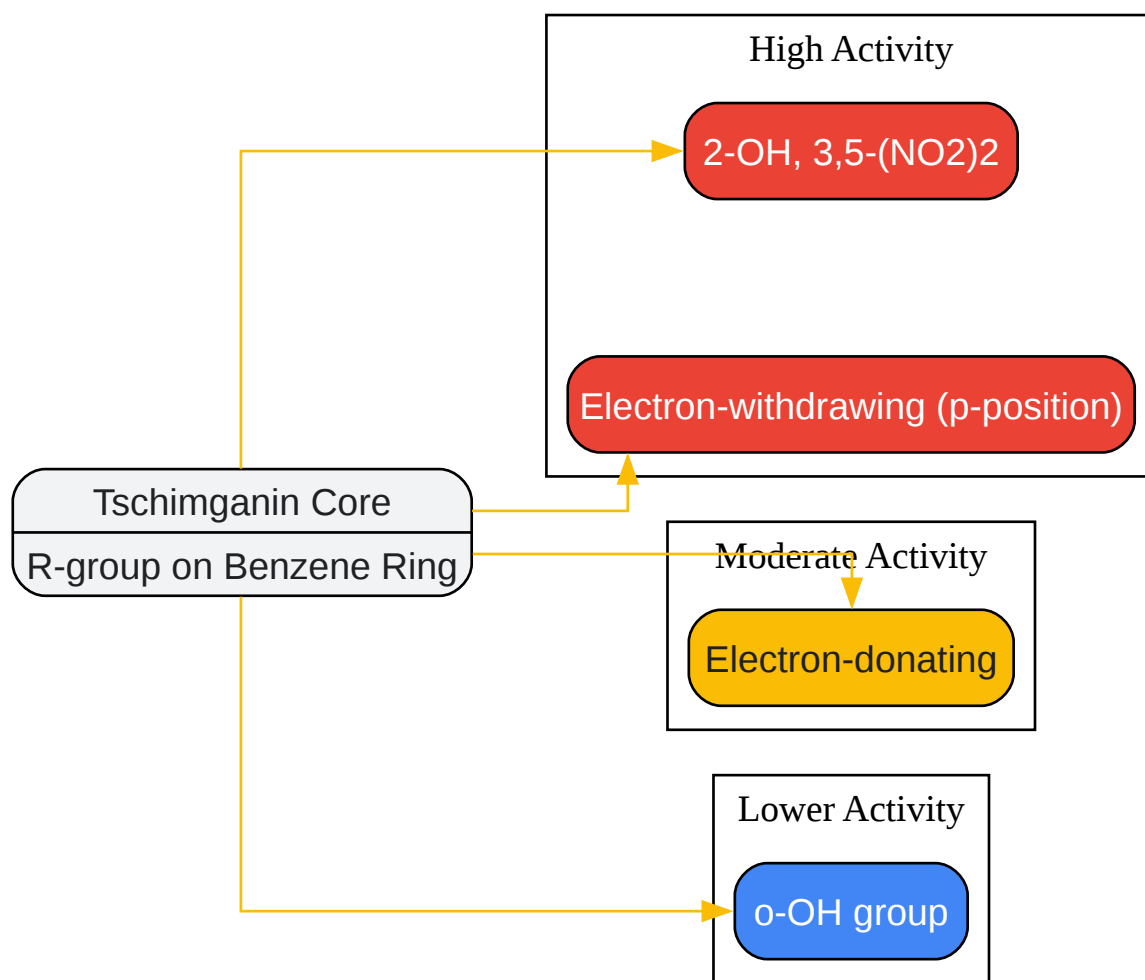 High Activity
2-OH, 3,5-(NO2)2
Electron-withdrawing (p-position)
Tschimganin Core
R-group on Benzene Ring
Moderate Activity
Electron-donating
Lower Activity
o-OH group